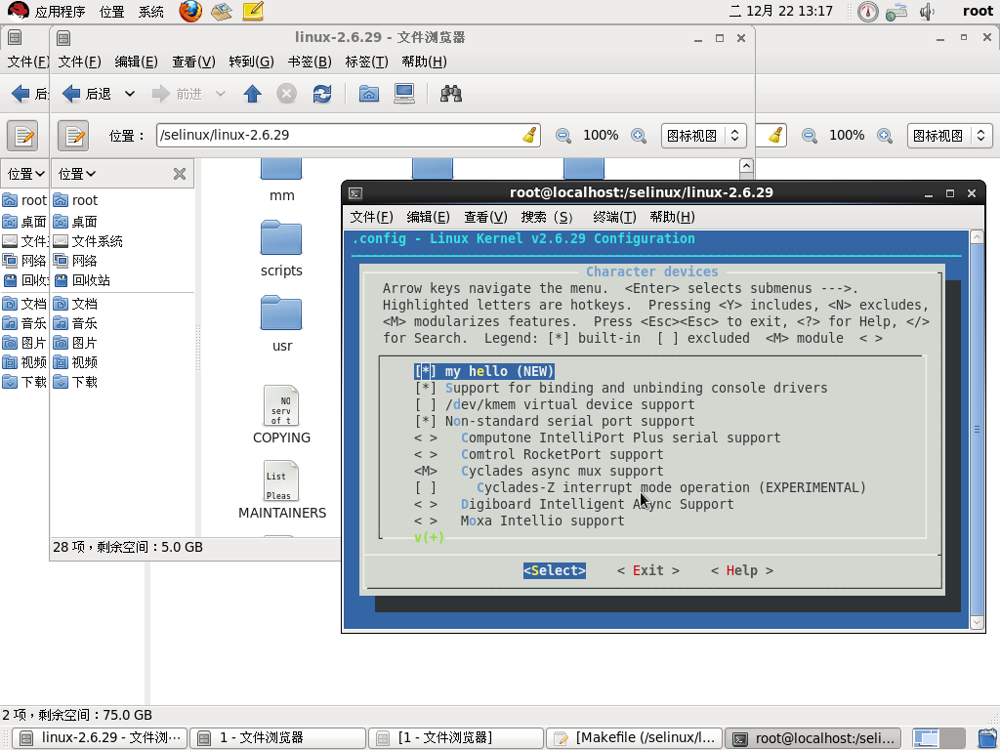 应用程序 位置 系统 二 12月 22 13:17 root
linux-2.6.29 - 文件浏览器
文件(F) 文件(F) 编辑(E) 查看(V) 转到(G) 书签(B) 标签(T) 帮助(H)
后 后退 前进
位置： /selinux/linux-2.6.29 100% 图标视图 100% 图标视图
位置 位置
root root
桌面 桌面
文件 文件系统
网络 网络
回收 回收站
文档 文档
音乐 音乐
图片 图片
视频 视频
下载 下载
mm
scripts
usr
NO
serv
of t
COPYING
List
Pleas
MAINTAINERS
28 项，剩余空间：5.0 GB
root@localhost:/selinux/linux-2.6.29
文件(F) 编辑(E) 查看(V) 搜索 (S) 终端(T) 帮助(H)
.config - Linux Kernel v2.6.29 Configuration
Character devices
Arrow keys navigate the menu.  <Enter> selects submenus --->.
Highlighted letters are hotkeys.  Pressing <Y> includes, <N> excludes,
<M> modularizes features.  Press <Esc><Esc> to exit, <?> for Help, </>
for Search.  Legend: [*] built-in  [ ] excluded  <M> module  < >
[*] my hello (NEW)
[*] Support for binding and unbinding console drivers
[ ] /dev/kmem virtual device support
[*] Non-standard serial port support
< >   Computone IntelliPort Plus serial support
< >   Comtrol RocketPort support
<M>   Cyclades async mux support
[ ]     Cyclades-Z interrupt mode operation (EXPERIMENTAL)
< >   Digiboard Intelligent Async Support
< >   Moxa Intellio support
v(+)
<Select>    < Exit >    < Help >
2 项，剩余空间：75.0 GB
linux-2.6.29 - 文件浏··· 1 - 文件浏览器 [1 - 文件浏览器] [Makefile (/selinux/l... root@localhost:/seli...